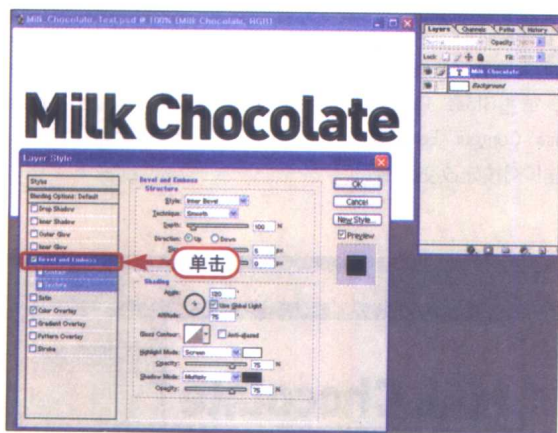 Milk Chocolate_Text.psd @ 100% (Milk Chocolate, RGB)
Milk Chocolate
Layer Style
Styles
Blending Options: Default
Drop Shadow
Inner Shadow
Outer Glow
Inner Glow
Bevel and Emboss
Contour
Texture
Satin
Color Overlay
Gradient Overlay
Pattern Overlay
Stroke
单击
Bevel and Emboss
Structure
Style: Inner Bevel
Technique: Smooth
Depth: 100 %
Direction: Up Down
5 px
0 px
Shading
Angle: 120 °
Use Global Light
Altitude: 75 °
Gloss Contour: Anti-aliased
Highlight Mode: Screen
Opacity: 75 %
Shadow Mode: Multiply
Opacity: 75 %
OK
Cancel
New Style...
Preview
Layers Channels Paths History
Normal Opacity:
Lock: Fill:
T Milk Chocolate
Background